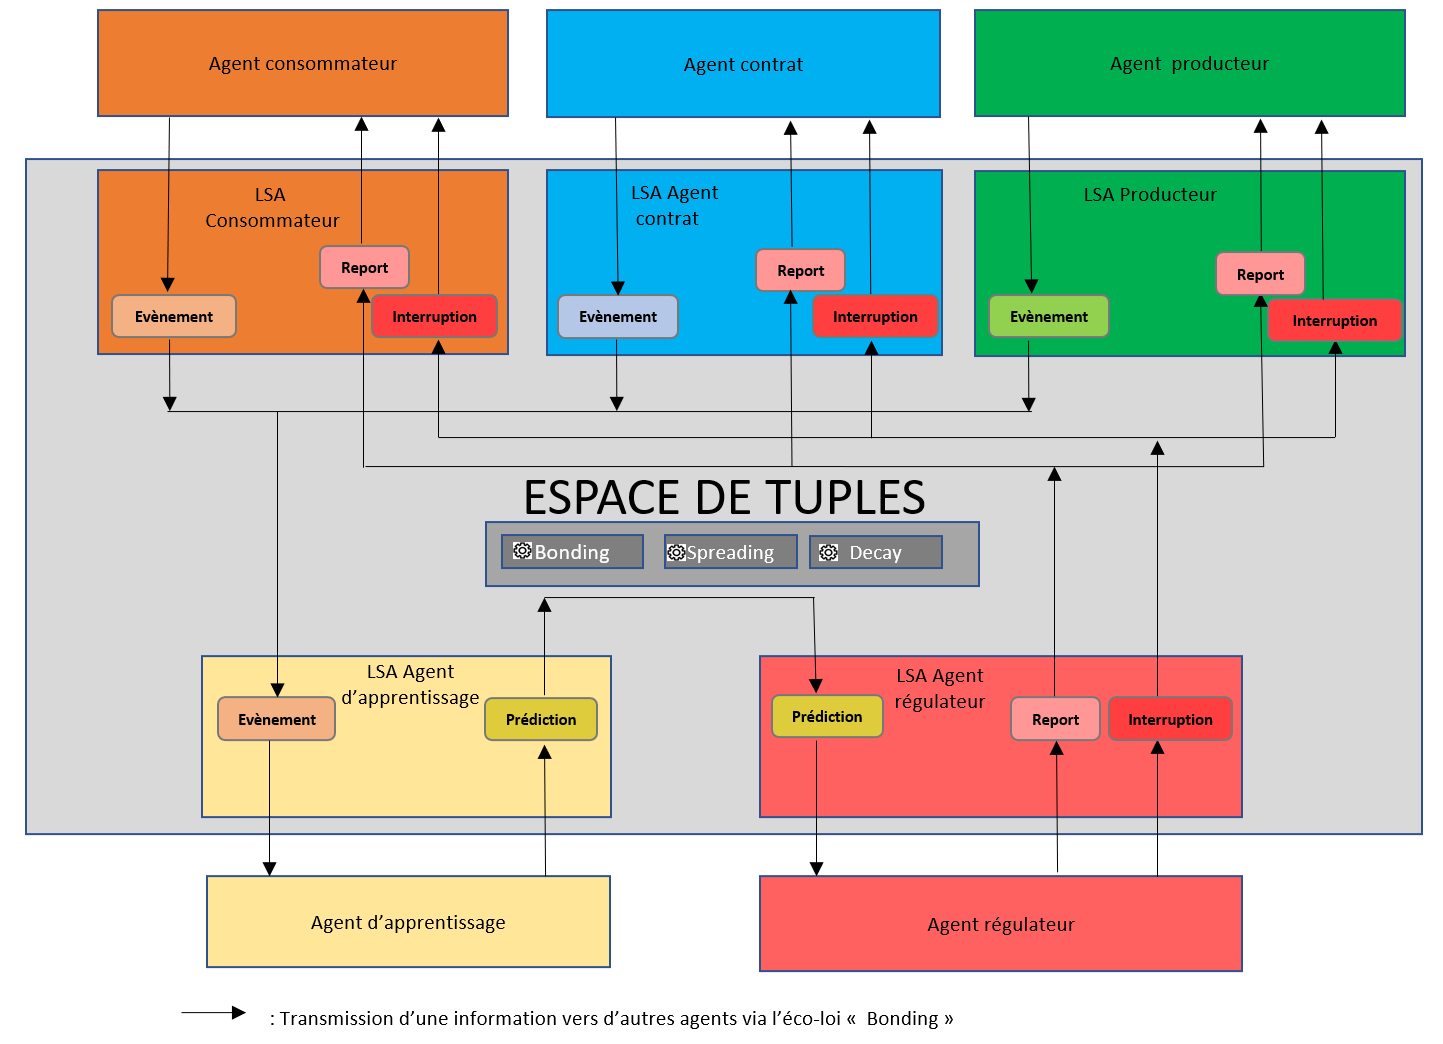 Agent consommateur
Agent contrat
Agent  producteur
LSA
Consommateur
Report
Evènement
Interruption
LSA Agent
contrat
Report
Evènement
Interruption
LSA Producteur
Report
Evènement
Interruption
ESPACE DE TUPLES
Bonding
Spreading
Decay
LSA Agent
d’apprentissage
Evènement
Prédiction
LSA Agent
régulateur
Prédiction
Report
Interruption
Agent d’apprentissage
Agent régulateur
: Transmission d’une information vers d’autres agents via l’éco-loi «  Bonding »